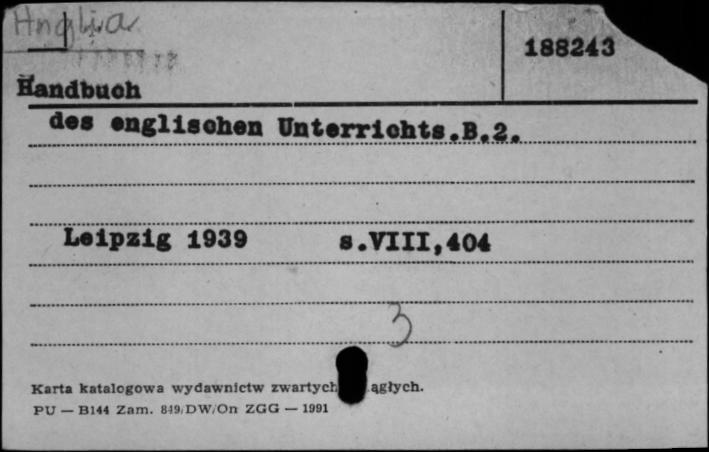 Anglia
188243
Handbuch
des englischen Unterrichts.B.2.
Leipzig 1939 s.VIII,404
3
Karta katalogowa wydawnictw zwartych ągłych.
PU — B144 Zam. 849/DW/On ZGG — 1991